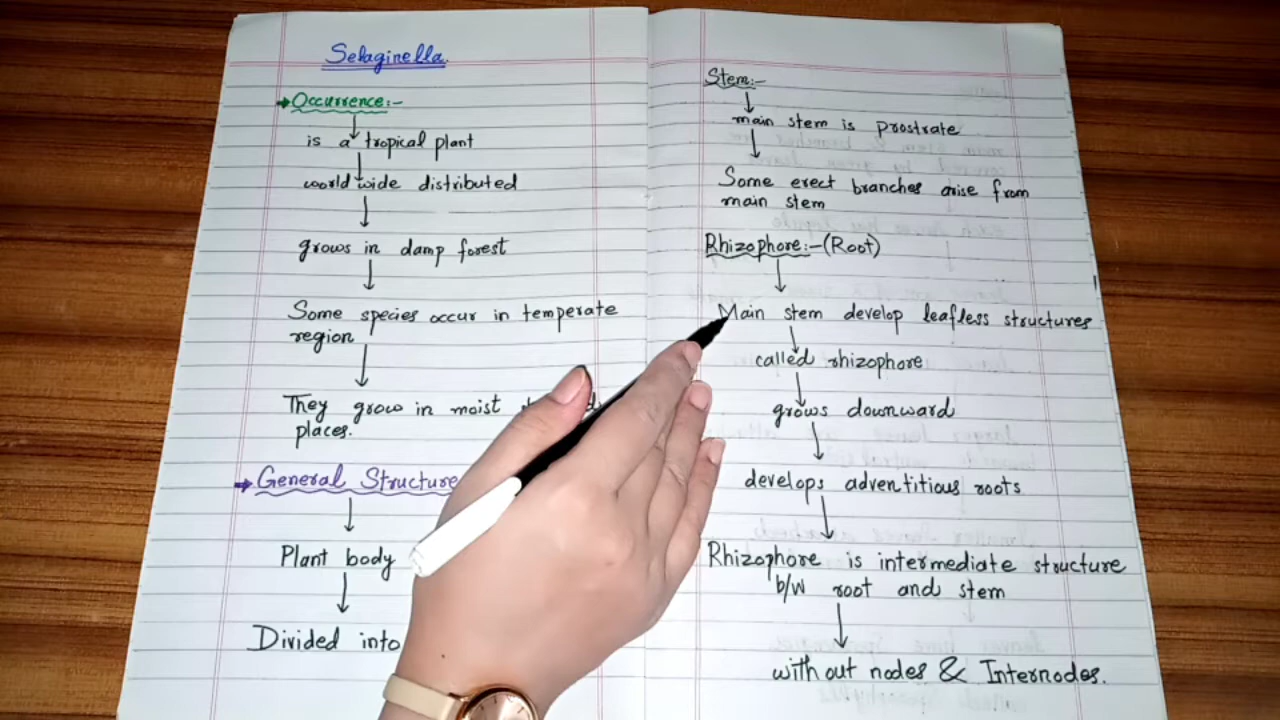 Selaginella.
Occurrence:-
is a tropical plant
world wide distributed
grows in damp forest
Some species occur in temperate
region
They grow in moist
places.
General Structure
Plant body
Divided into
Stem:-
main stem is prostrate
Some erect branches arise from
main stem
Rhizophore:-(Root)
Main stem develop leafless structures
called rhizophore
grows downward
develops adventitious roots
Rhizophore is intermediate structure
b/w root and stem
with out nodes & Internodes.